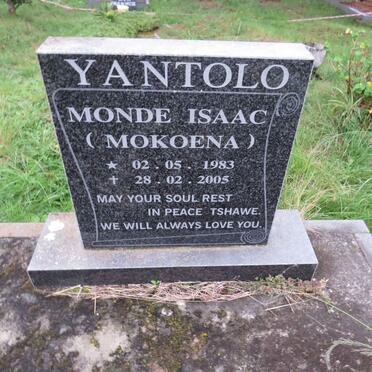 YANTOLO
MONDE ISAAC
( MOKOENA )
★ 02 . 05 . 1983
✝ 28 . 02 . 2005
MAY YOUR SOUL REST
IN PEACE TSHAWE.
WE WILL ALWAYS LOVE YOU.